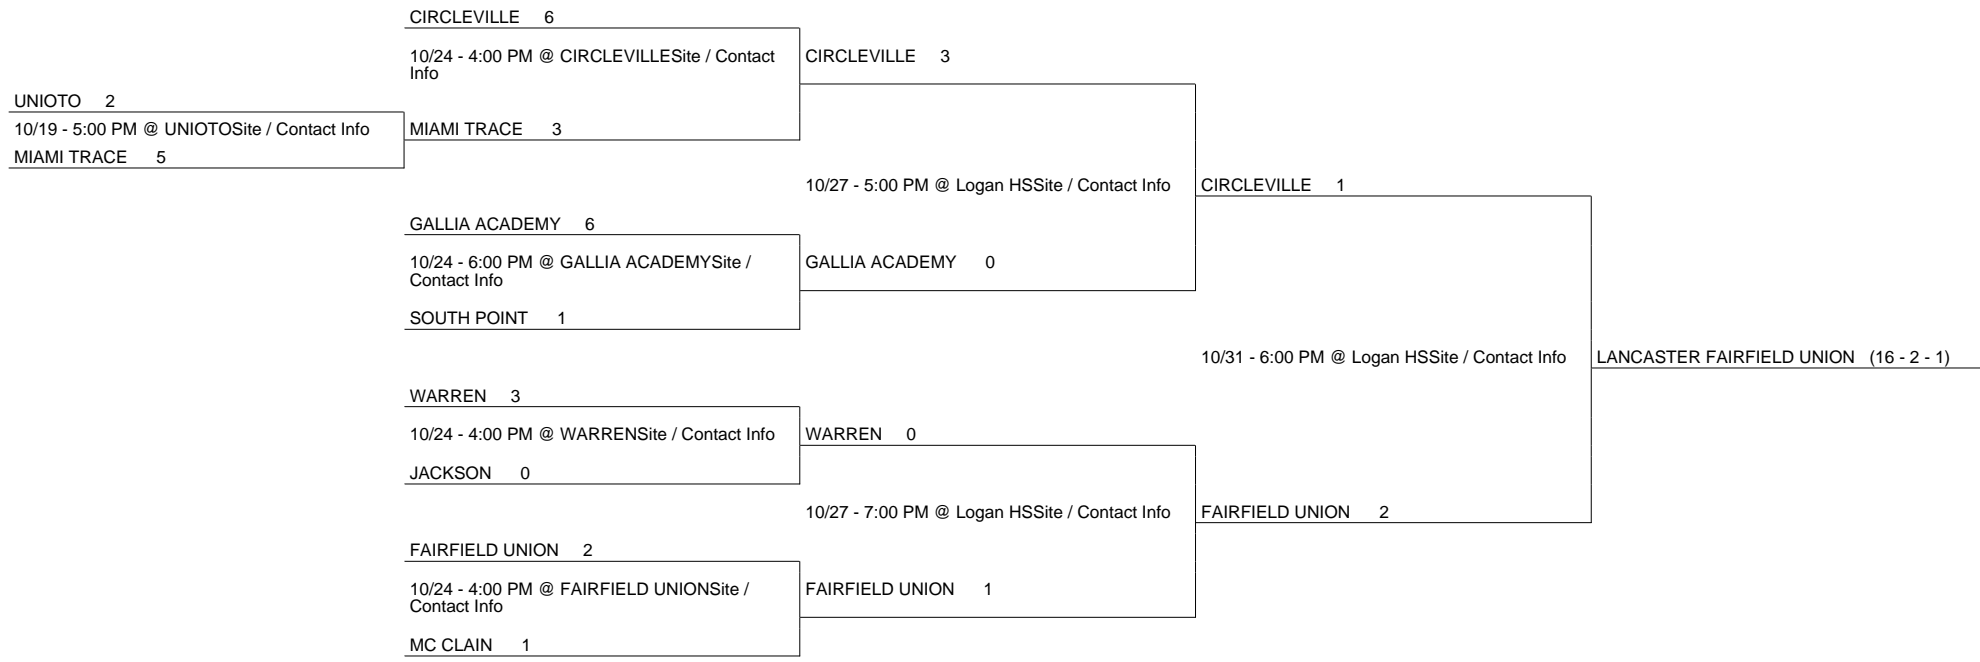 UNIOTO 2
10/19 - 5:00 PM @ UNIOTOSite / Contact Info
MIAMI TRACE 5
CIRCLEVILLE 6
10/24 - 4:00 PM @ CIRCLEVILLESite / Contact
Info
MIAMI TRACE 3
GALLIA ACADEMY 6
10/24 - 6:00 PM @ GALLIA ACADEMYSite /
Contact Info
SOUTH POINT 1
WARREN 3
10/24 - 4:00 PM @ WARRENSite / Contact Info
JACKSON 0
FAIRFIELD UNION 2
10/24 - 4:00 PM @ FAIRFIELD UNIONSite /
Contact Info
MC CLAIN 1
CIRCLEVILLE 3
10/27 - 5:00 PM @ Logan HSSite / Contact Info
GALLIA ACADEMY 0
WARREN 0
10/27 - 7:00 PM @ Logan HSSite / Contact Info
FAIRFIELD UNION 1
CIRCLEVILLE 1
10/31 - 6:00 PM @ Logan HSSite / Contact Info
FAIRFIELD UNION 2
LANCASTER FAIRFIELD UNION (16 - 2 - 1)